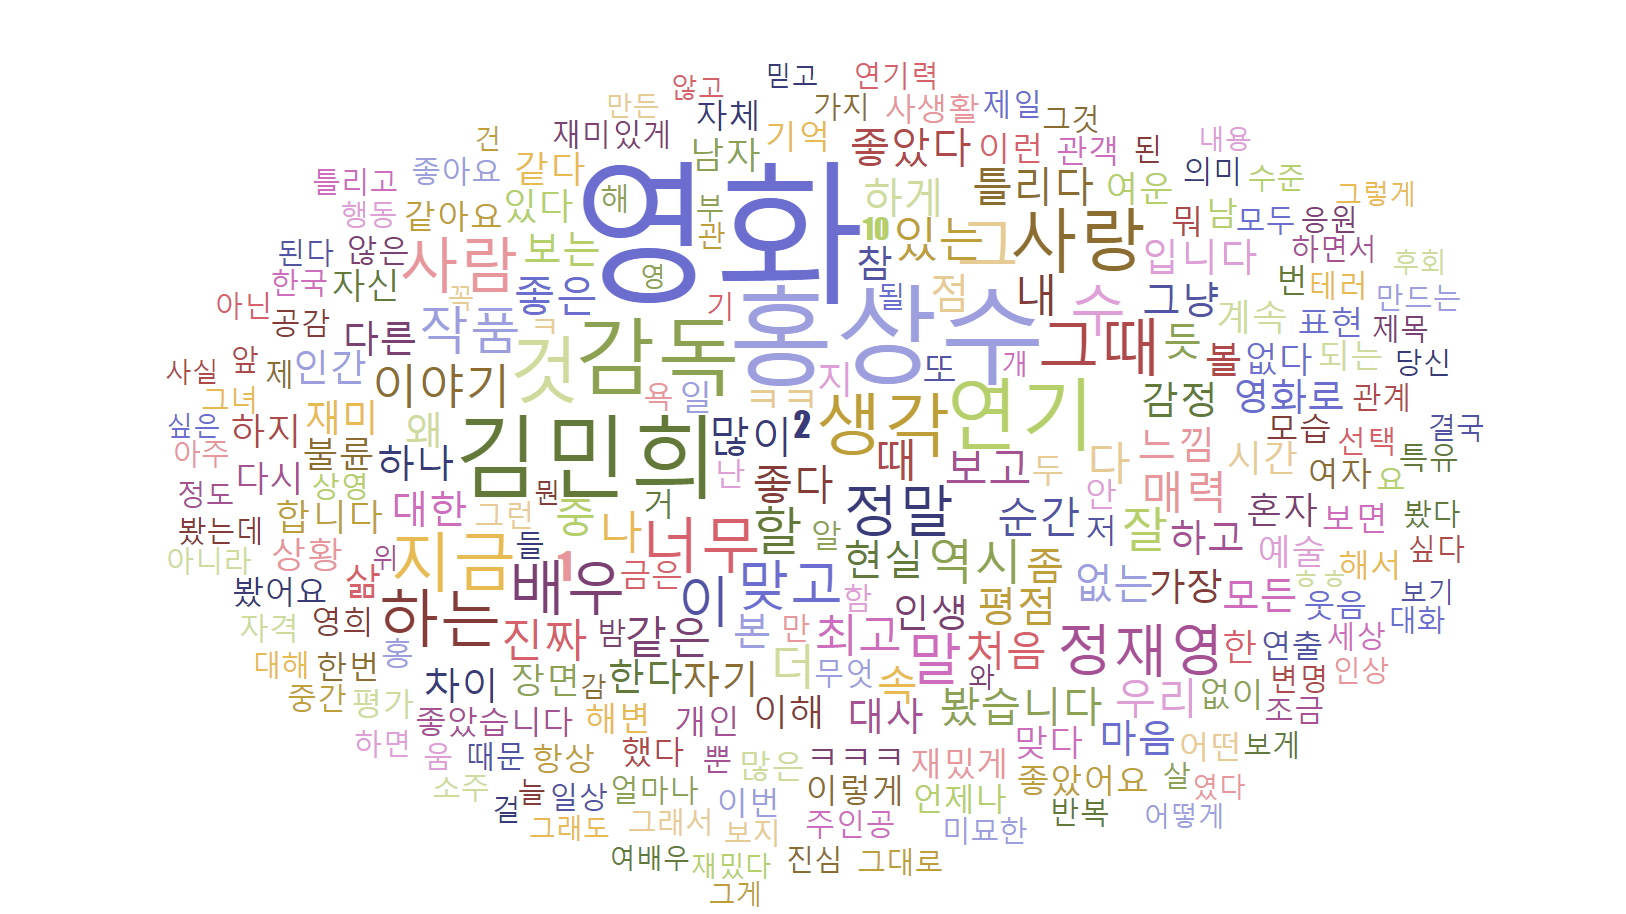 믿고 연기력
않고
만든 자체 가지 사생활 제일 그것
건 재미있게 남자 기억 좋았다 이런 관객 된 내용
틀리고 좋아요 같다 틀리다 여운 의미 수준 그렇게
행동 같아요 있다 해 영화 부 하게 뭐 남 모두 응원
관 10 있는 그 사랑
된다 않은 사람 보는 참 입니다 하면서 후회
한국 자신 꼭 좋은 영 기 될 점 내 수 그냥 번 테러 만드는
아닌 공감 다른 작품 ㅋ 감독 홍상수 그때 듯 계속 표현 제목
사실 앞 제 인간 이야기 것 지 또 개 볼 없다 되는 당신
그녀 욕 일 ㅋㅋ 감정 영화로 관계
싶은 하지 재미 왜 김민희 많이 2 생각 연기 모습 선택 결국
아주 다시 불륜 하나 난 좋다 때 보고 두 다 느낌 시간 여자 요 특유
정도 상영 대한 뭔 거 정말 안 매력
봤는데 합니다 그런 중 나 너무 할 알 순간 저 잘 하고 혼자 보면 봤다
아니라 상황 위 지금 들 현실 역시 좀 예술 해서 싶다
봤어요 삶 배우 1 금은 이 맞고 함 없는 가장 모든 ㅎㅎ 웃음 보기
자격 영희 하는 인생 평점 대화
홍 진짜 밤 같은 본 만 최고 말 처음 정재영 한 연출 세상
대해 한번 차이 장면 감 한다 자기 더 무엇 속 와 변명 인상
중간 평가 좋았습니다 해변 개인 이해 대사 봤습니다 우리 없이 조금
하면 움 때문 항상 했다 뿐 많은 ㅋㅋㅋ 재밌게 맞다 마음 어떤 보게
소주 걸 늘 일상 얼마나 이번 이렇게 언제나 좋았어요 살 였다
그래도 그래서 보지 주인공 미묘한 반복 어떻게
여배우 재밌다 진심 그대로
그게